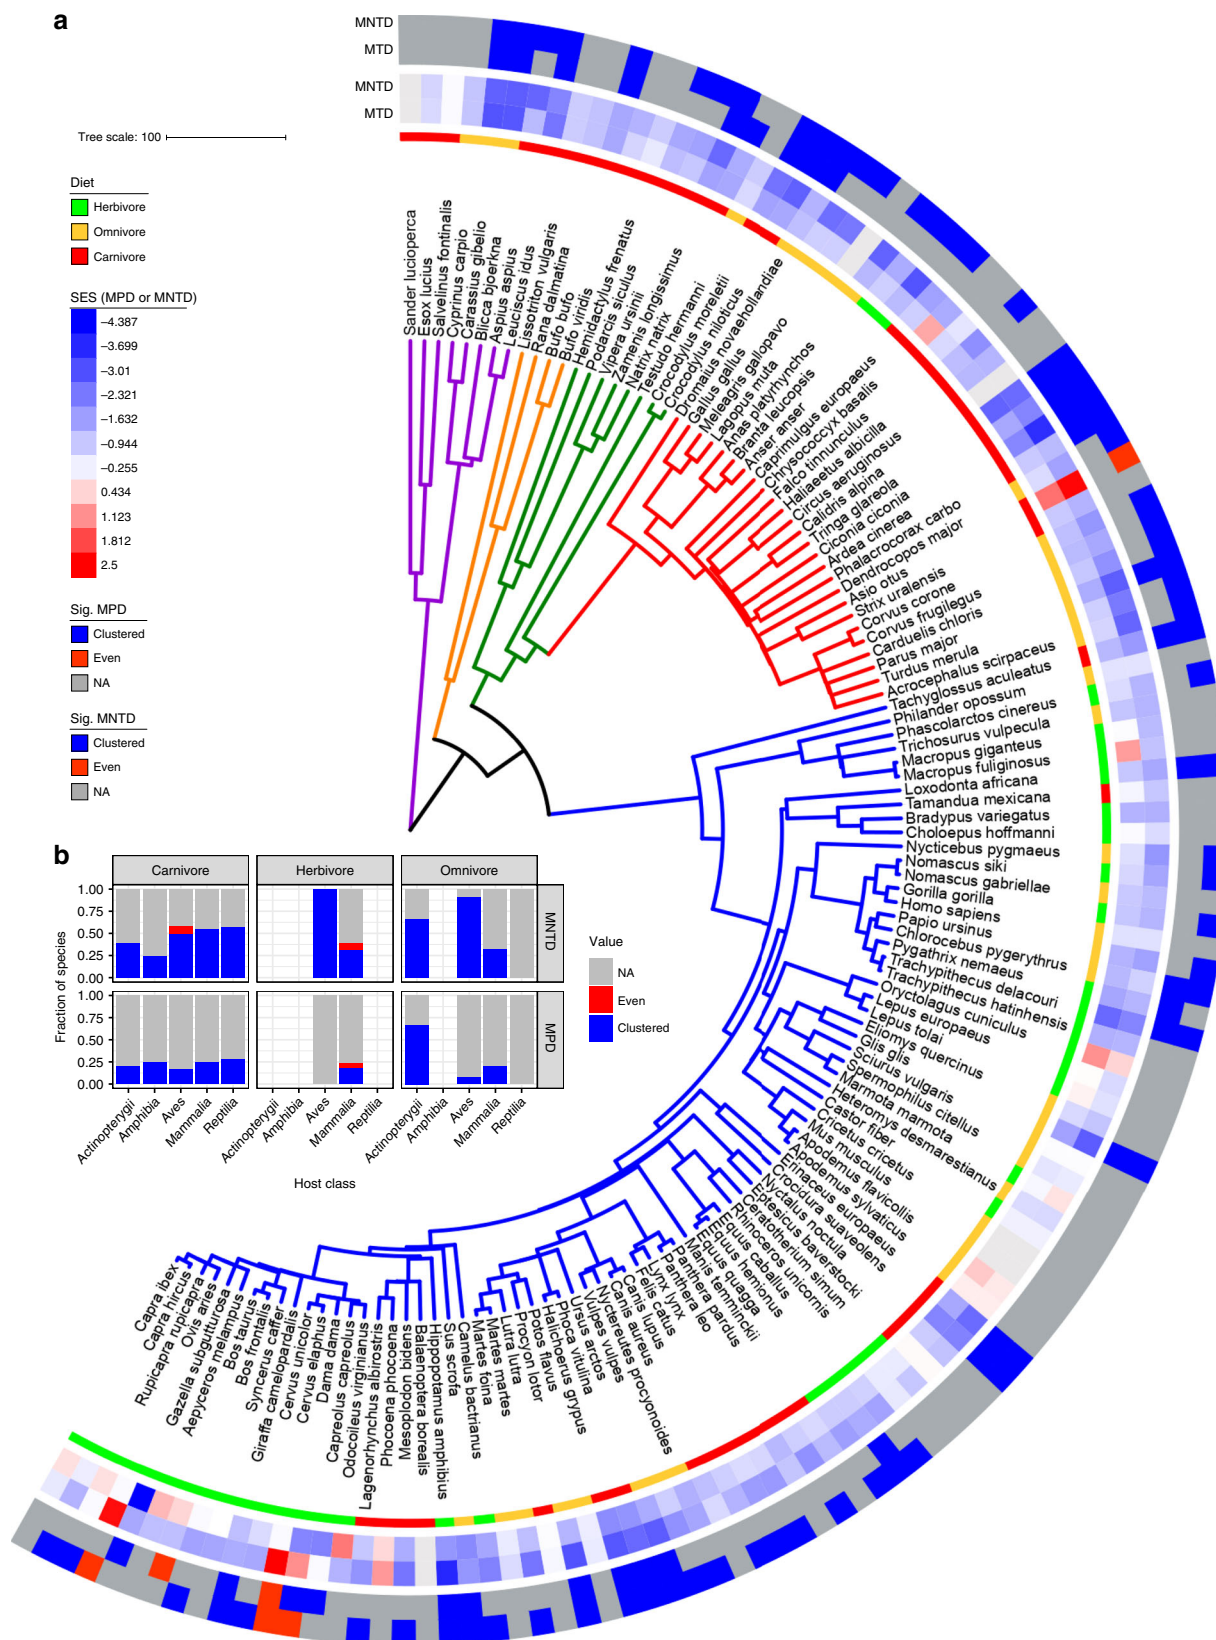 a
MNTD
MTD
MNTD
MTD
Tree scale: 100
Diet
Herbivore
Omnivore
Carnivore
SES (MPD or MNTD)
−4.387
−3.699
−3.01
−2.321
−1.632
−0.944
−0.255
0.434
1.123
1.812
2.5
Sig. MPD
Clustered
Even
NA
Sig. MNTD
Clustered
Even
NA
Sander lucioperca
Esox lucius
Salvelinus fontinalis
Cyprinus carpio
Carassius gibelio
Blicca bjoerkna
Aspius aspius
Leuciscus idus
Lissotriton vulgaris
Rana dalmatina
Bufo bufo
Bufo viridis
Hemidactylus frenatus
Podarcis siculus
Vipera ursinii
Zamenis longissimus
Natrix natrix
Testudo hermanni
Crocodylus moreletii
Crocodylus niloticus
Dromaius novaehollandiae
Gallus gallus
Meleagris gallopavo
Lagopus muta
Anas platyrhynchos
Branta leucopsis
Anser anser
Caprimulgus europaeus
Chrysococcyx basalis
Falco tinnunculus
Haliaeetus albicilla
Circus aeruginosus
Calidris alpina
Tringa glareola
Ciconia ciconia
Ardea cinerea
Phalacrocorax carbo
Dendrocopos major
Asio otus
Strix uralensis
Corvus corone
Corvus frugilegus
Carduelis chloris
Parus major
Turdus merula
Acrocephalus scirpaceus
Tachyglossus aculeatus
Philander opossum
Phascolarctos cinereus
Trichosurus vulpecula
Macropus giganteus
Macropus fuliginosus
Loxodonta africana
Tamandua mexicana
Bradypus variegatus
Choloepus hoffmanni
Nycticebus pygmaeus
Nomascus siki
Nomascus gabriellae
Gorilla gorilla
Homo sapiens
Papio ursinus
Chlorocebus pygerythrus
Pygathrix nemaeus
Trachypithecus delacouri
Trachypithecus hatinhensis
Oryctolagus cuniculus
Lepus europaeus
Lepus tolai
Eliomys quercinus
Glis glis
Sciurus vulgaris
Spermophilus citellus
Marmota marmota
Heteromys desmarestianus
Castor fiber
Cricetus cricetus
Mus musculus
Apodemus flavicollis
Apodemus sylvaticus
Erinaceus europaeus
Crocidura suaveolens
Nyctalus noctula
Eptesicus baverstocki
Ceratotherium simum
Rhinoceros unicornis
Equus caballus
Equus hemionus
Equus quagga
Manis temminckii
Panthera pardus
Panthera leo
Lynx lynx
Felis catus
Canis lupus
Canis aureus
Nyctereutes procyonoides
Vulpes vulpes
Ursus arctos
Phoca vitulina
Halichoerus grypus
Potos flavus
Procyon lotor
Lutra lutra
Martes martes
Martes foina
Camelus bactrianus
Sus scrofa
Hippopotamus amphibius
Balaenoptera borealis
Mesoplodon bidens
Phocoena phocoena
Lagenorhynchus albirostris
Odocoileus virginianus
Capreolus capreolus
Dama dama
Cervus elaphus
Cervus unicolor
Giraffa camelopardalis
Syncerus caffer
Bos frontalis
Bos taurus
Aepyceros melampus
Gazella subgutturosa
Ovis aries
Rupicapra rupicapra
Capra hircus
Capra ibex
b
Carnivore
Herbivore
Omnivore
1.00
0.75
0.50
0.25
0.00
MNTD
1.00
0.75
0.50
0.25
0.00
MPD
Fraction of species
Actinopterygii
Amphibia
Aves
Mammalia
Reptilia
Actinopterygii
Amphibia
Aves
Mammalia
Reptilia
Actinopterygii
Amphibia
Aves
Mammalia
Reptilia
Host class
Value
NA
Even
Clustered